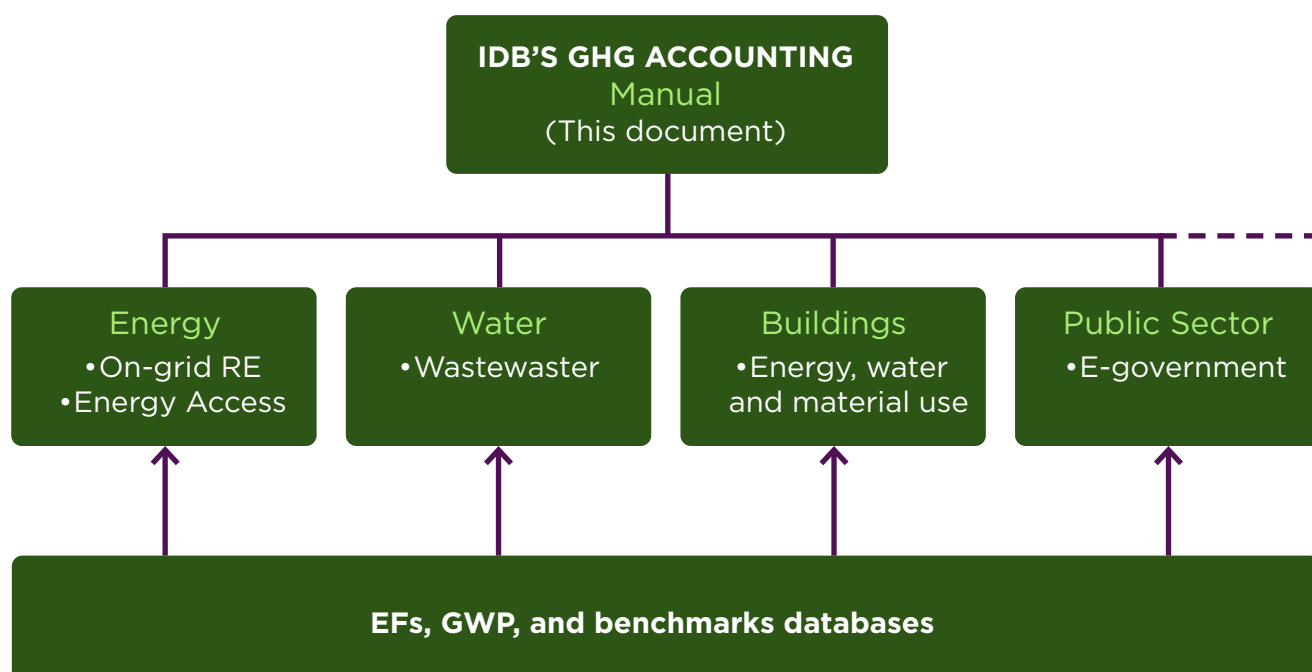 IDB’S GHG ACCOUNTING
Manual
(This document)
Energy
•On-grid RE
•Energy Access
Water
•Wastewaster
Buildings
•Energy, water
and material use
Public Sector
•E-government
EFs, GWP, and benchmarks databases